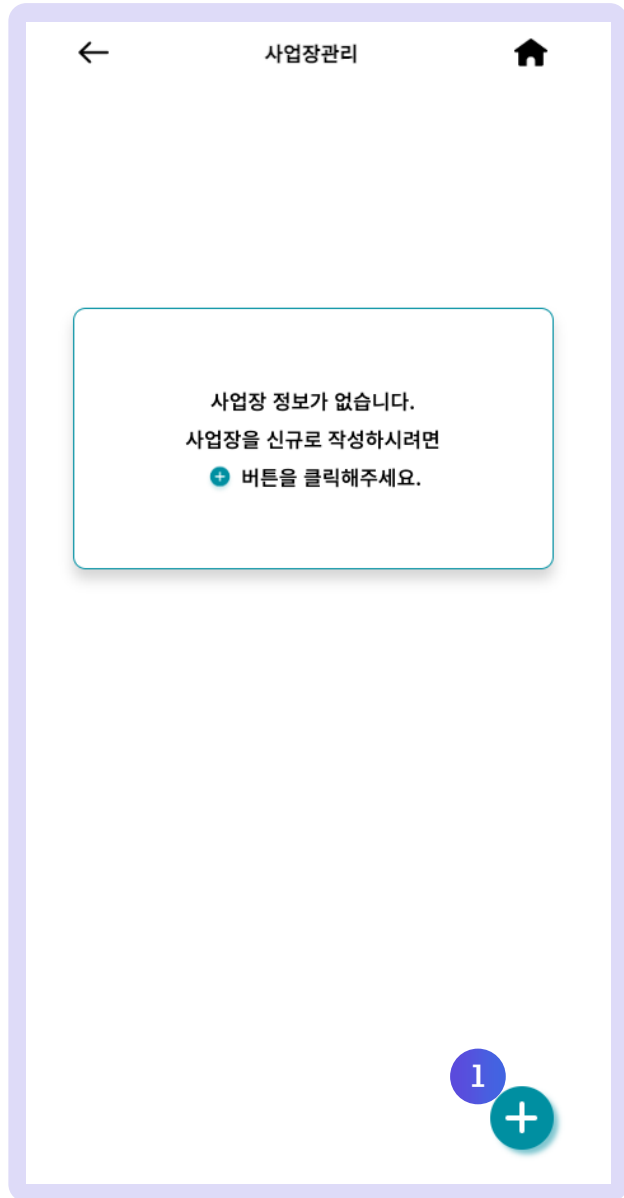 사업장관리
사업장 정보가 없습니다.
사업장을 신규로 작성하시려면
버튼을 클릭해주세요.
1